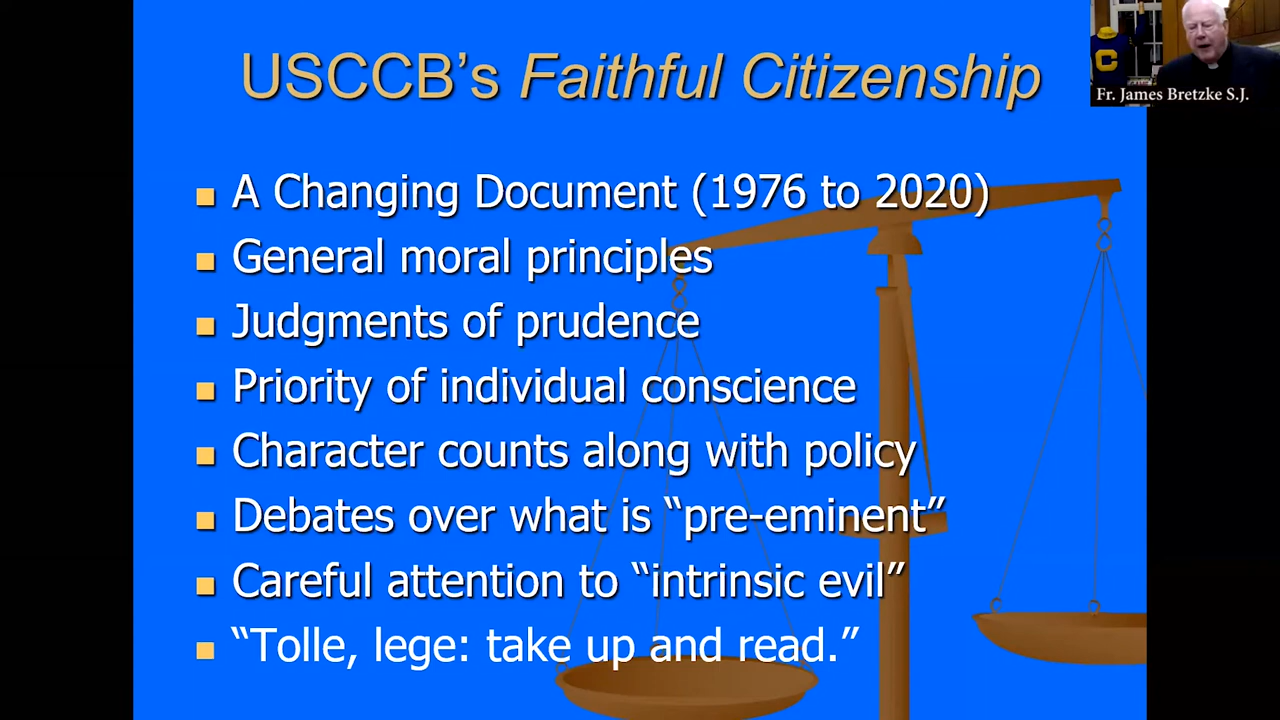 USCCB’s Faithful Citizenship
Fr. James Bretzke S.J.
C
A Changing Document (1976 to 2020)
General moral principles
Judgments of prudence
Priority of individual conscience
Character counts along with policy
Debates over what is “pre-eminent”
Careful attention to “intrinsic evil”
“Tolle, lege: take up and read.”